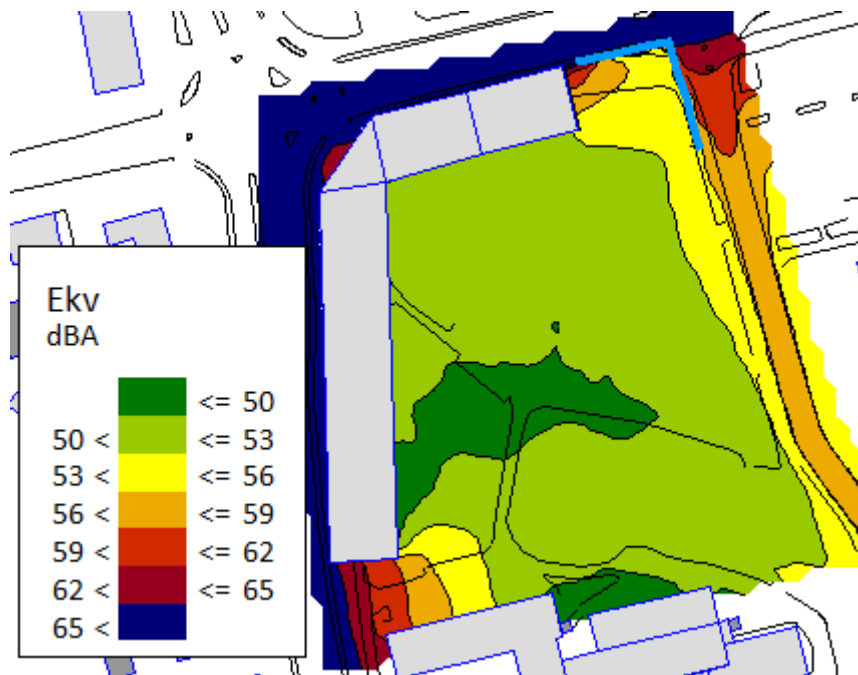 Ekv
dBA
<= 50
50 < <= 53
53 < <= 56
56 < <= 59
59 < <= 62
62 < <= 65
65 <